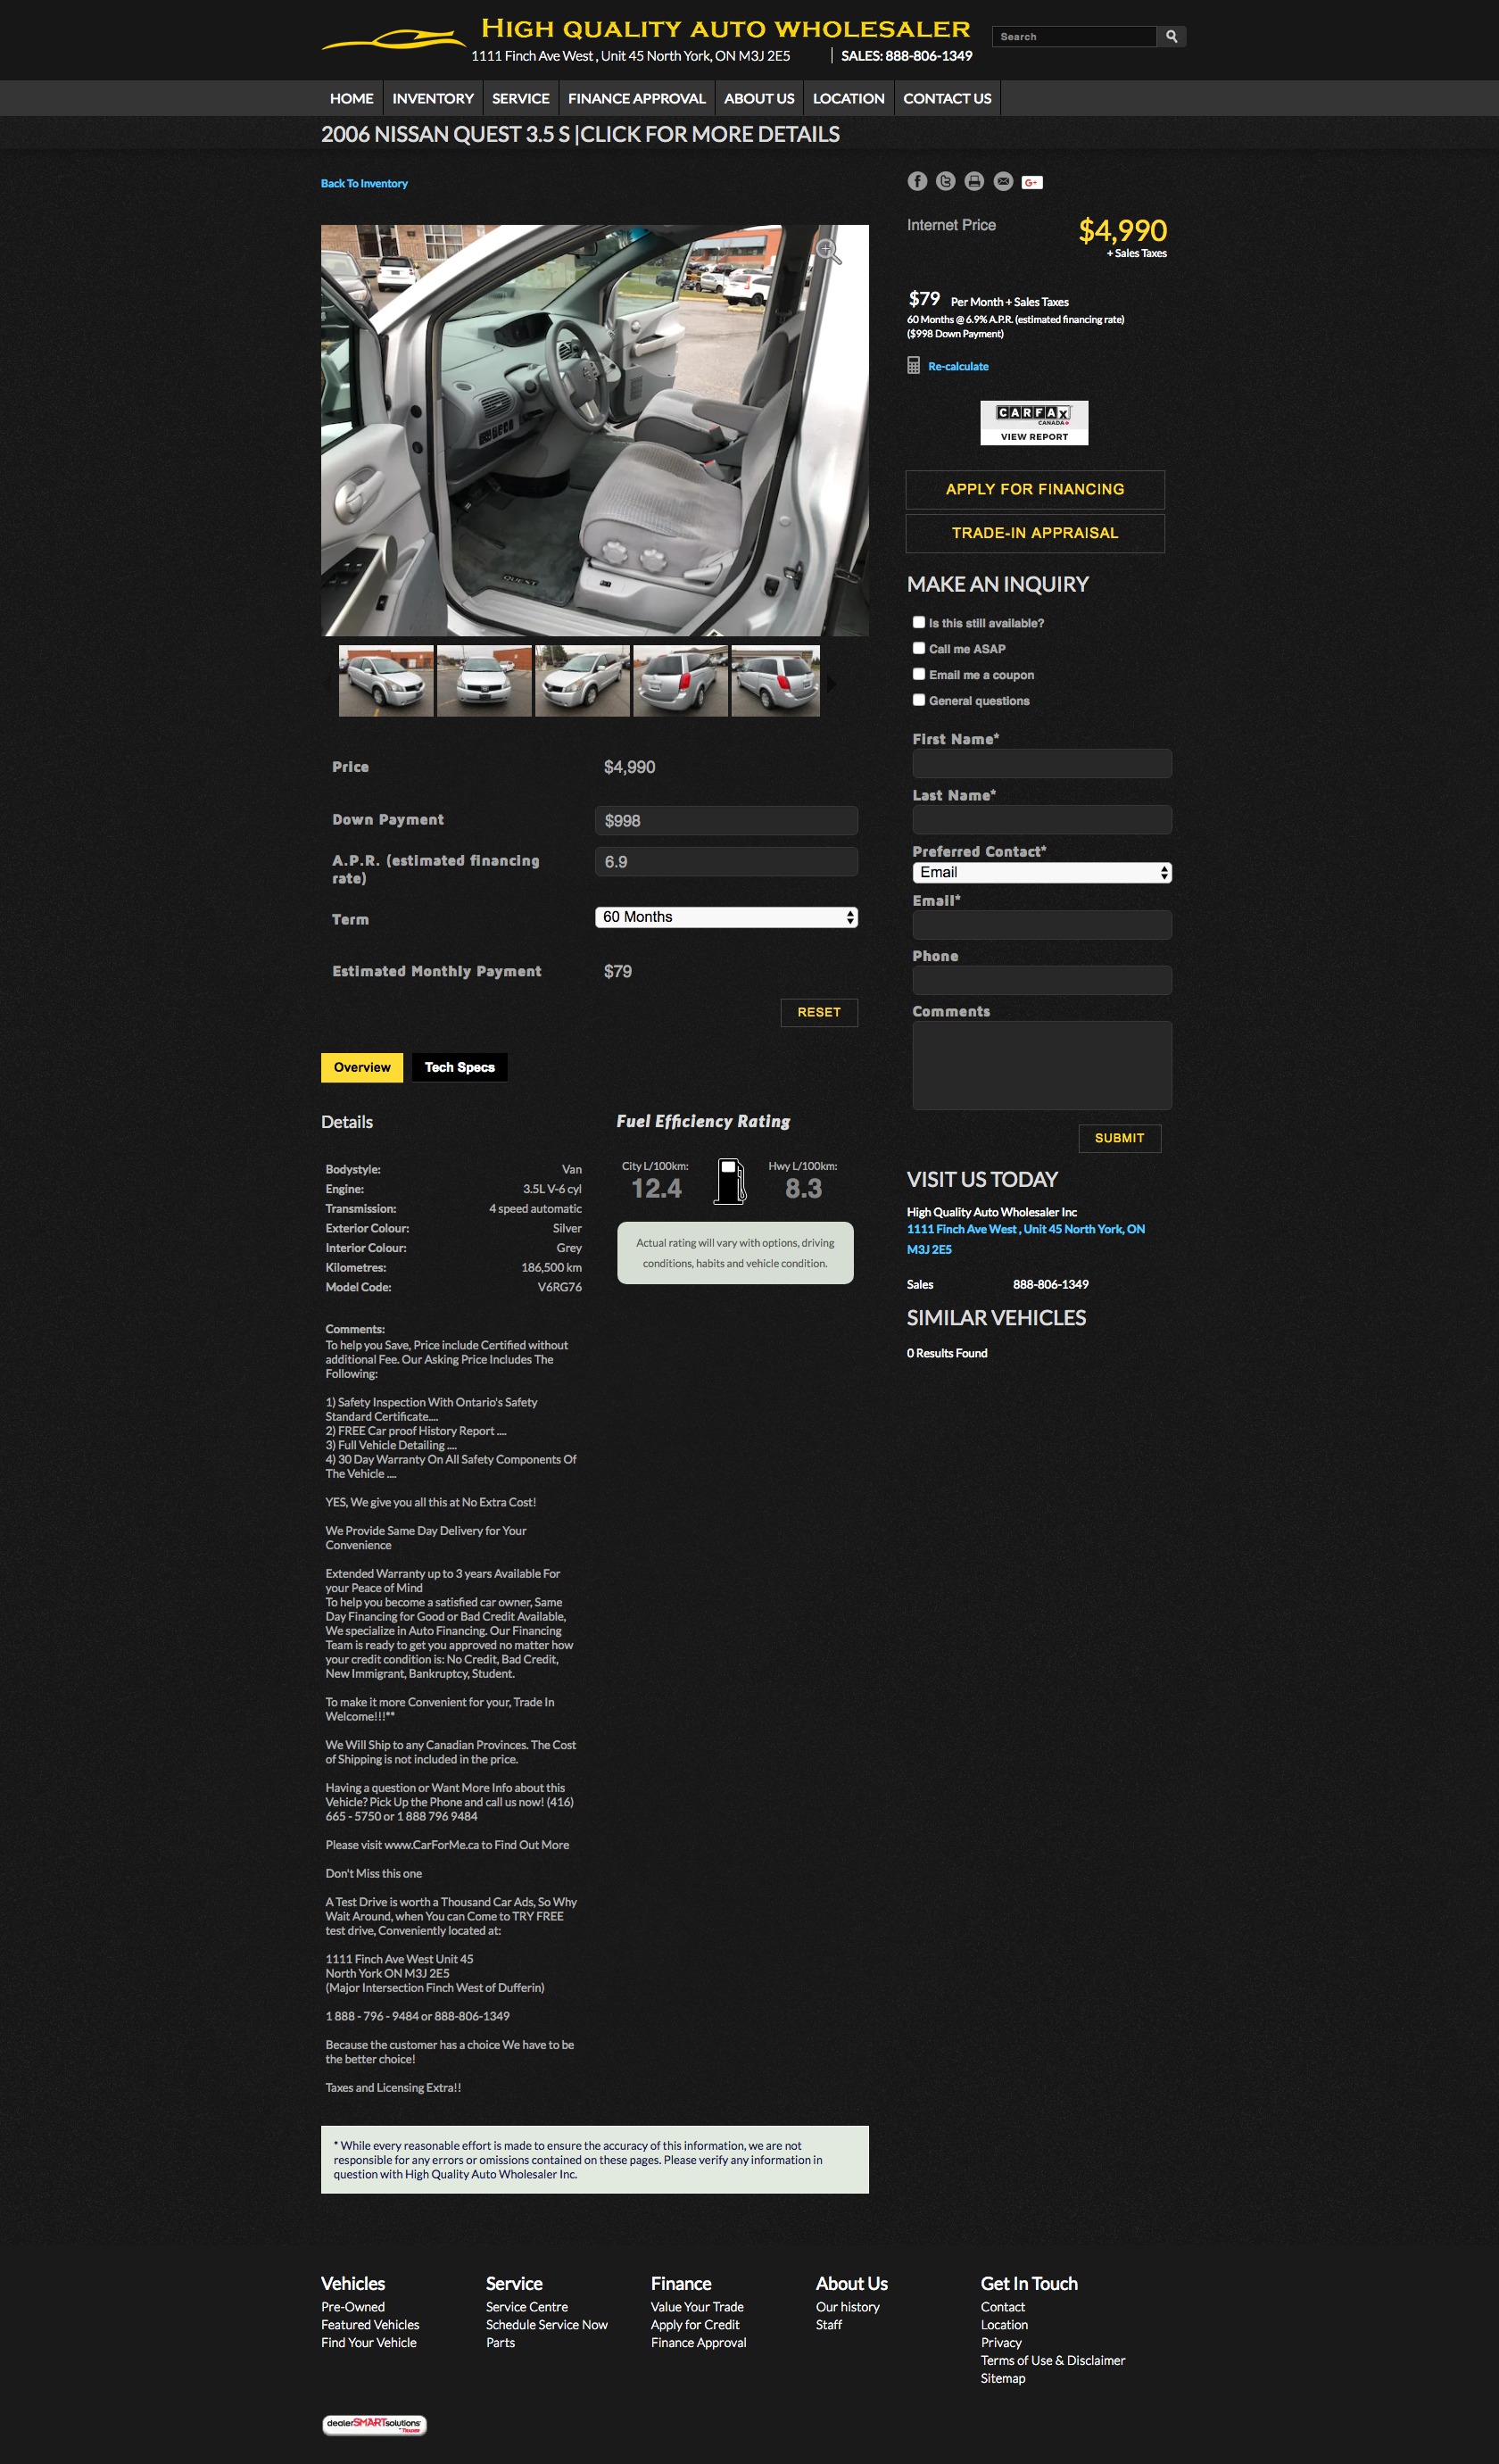 HIGH QUALITY AUTO WHOLESALER
1111 Finch Ave West , Unit 45 North York, ON M3J 2E5
SALES: 888-806-1349
Search
HOME
INVENTORY
SERVICE
FINANCE APPROVAL
ABOUT US
LOCATION
CONTACT US
2006 NISSAN QUEST 3.5 S |CLICK FOR MORE DETAILS
Back To Inventory
QUEST
Price
$4,990
Down Payment
$998
A.P.R. (estimated financing
rate)
6.9
Term
60 Months
Estimated Monthly Payment
$79
RESET
Overview
Tech Specs
Details
Bodystyle: Van
Engine: 3.5L V-6 cyl
Transmission: 4 speed automatic
Exterior Colour: Silver
Interior Colour: Grey
Kilometres: 186,500 km
Model Code: V6RG76
Fuel Efficiency Rating
City L/100km:
12.4
Hwy L/100km:
8.3
Actual rating will vary with options, driving
conditions, habits and vehicle condition.
Comments:
To help you Save, Price include Certified without
additional Fee. Our Asking Price Includes The
Following:
1) Safety Inspection With Ontario's Safety
Standard Certificate....
2) FREE Car proof History Report ....
3) Full Vehicle Detailing ....
4) 30 Day Warranty On All Safety Components Of
The Vehicle ....
YES, We give you all this at No Extra Cost!
We Provide Same Day Delivery for Your
Convenience
Extended Warranty up to 3 years Available For
your Peace of Mind
To help you become a satisfied car owner, Same
Day Financing for Good or Bad Credit Available,
We specialize in Auto Financing. Our Financing
Team is ready to get you approved no matter how
your credit condition is: No Credit, Bad Credit,
New Immigrant, Bankruptcy, Student.
To make it more Convenient for your, Trade In
Welcome!!!**
We Will Ship to any Canadian Provinces. The Cost
of Shipping is not included in the price.
Having a question or Want More Info about this
Vehicle? Pick Up the Phone and call us now! (416)
665 - 5750 or 1 888 796 9484
Please visit www.CarForMe.ca to Find Out More
Don't Miss this one
A Test Drive is worth a Thousand Car Ads, So Why
Wait Around, when You can Come to TRY FREE
test drive, Conveniently located at:
1111 Finch Ave West Unit 45
North York ON M3J 2E5
(Major Intersection Finch West of Dufferin)
1 888 - 796 - 9484 or 888-806-1349
Because the customer has a choice We have to be
the better choice!
Taxes and Licensing Extra!!
* While every reasonable effort is made to ensure the accuracy of this information, we are not
responsible for any errors or omissions contained on these pages. Please verify any information in
question with High Quality Auto Wholesaler Inc.
G+
Internet Price
$4,990
+ Sales Taxes
$79 Per Month + Sales Taxes
60 Months @ 6.9% A.P.R. (estimated financing rate)
($998 Down Payment)
Re-calculate
CARFAX
CANADA
VIEW REPORT
APPLY FOR FINANCING
TRADE-IN APPRAISAL
MAKE AN INQUIRY
Is this still available?
Call me ASAP
Email me a coupon
General questions
First Name*
Last Name*
Preferred Contact*
Email
Email*
Phone
Comments
SUBMIT
VISIT US TODAY
High Quality Auto Wholesaler Inc
1111 Finch Ave West , Unit 45 North York, ON
M3J 2E5
Sales 888-806-1349
SIMILAR VEHICLES
0 Results Found
Vehicles
Pre-Owned
Featured Vehicles
Find Your Vehicle
Service
Service Centre
Schedule Service Now
Parts
Finance
Value Your Trade
Apply for Credit
Finance Approval
About Us
Our history
Staff
Get In Touch
Contact
Location
Privacy
Terms of Use & Disclaimer
Sitemap
dealerSMARTsolutions